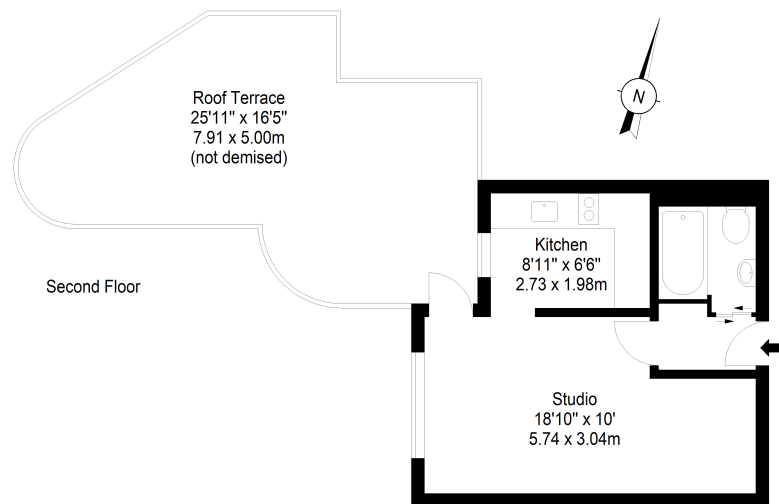 Roof Terrace
25'11" x 16'5"
7.91 x 5.00m
(not demised)
N
Kitchen
8'11" x 6'6"
2.73 x 1.98m
Second Floor
Studio
18'10" x 10'
5.74 x 3.04m